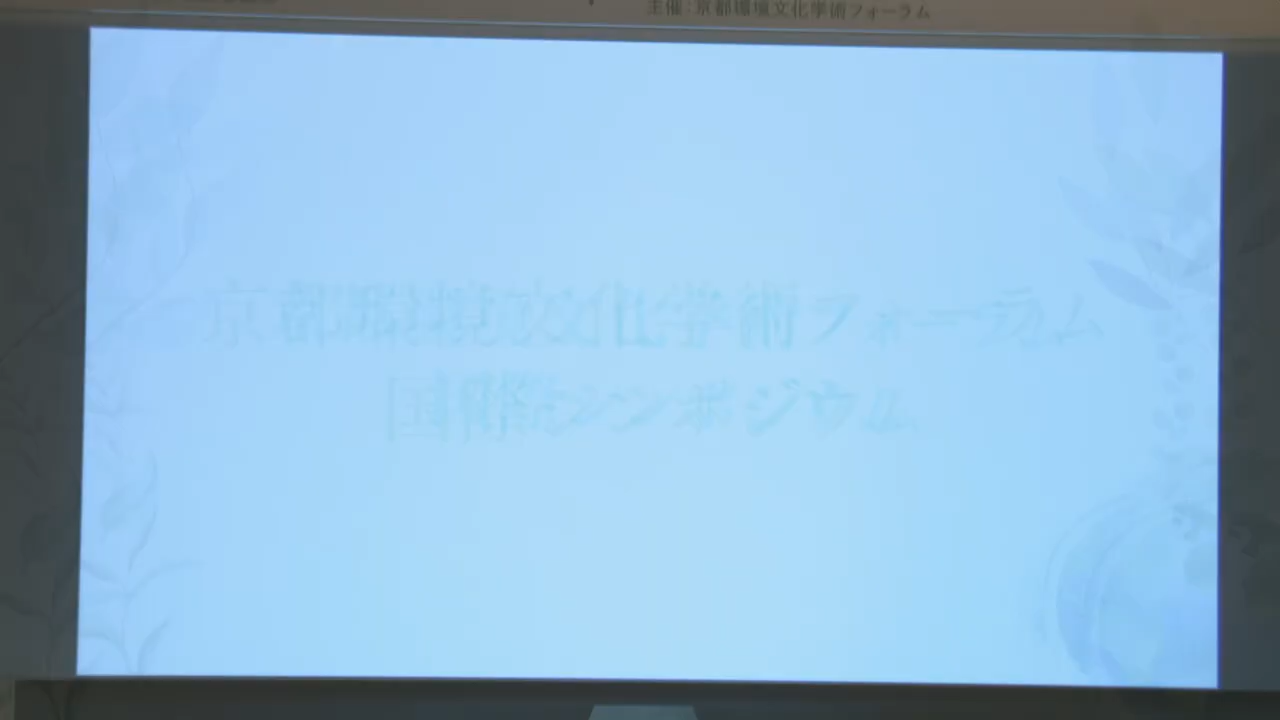 主催:京都環境文化学術フォーラム
京都環境文化学術フォーラム
国際シンポジウム